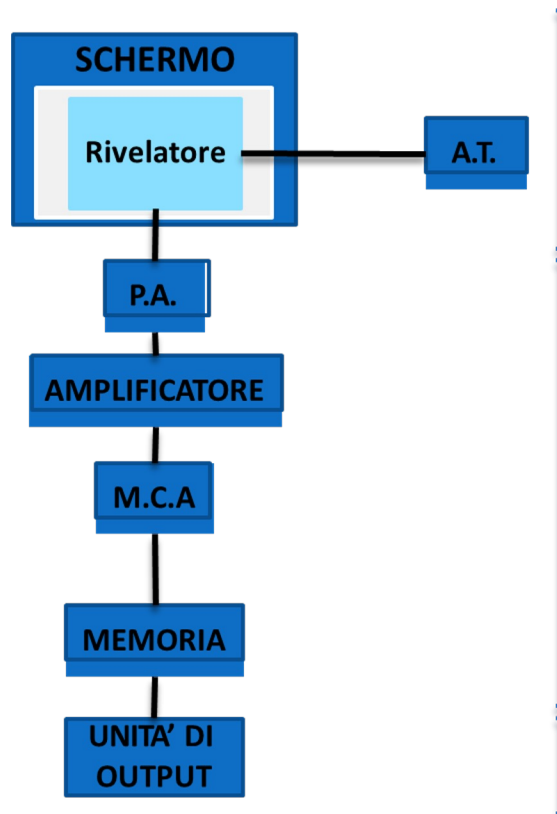 SCHERMO
Rivelatore
A.T.
P.A.
AMPLIFICATORE
M.C.A
MEMORIA
UNITA’ DI
OUTPUT